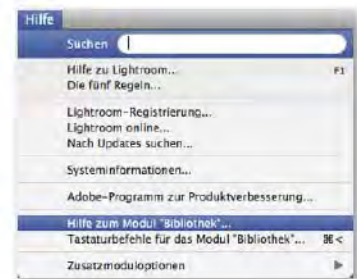 Hilfe
Suchen
Hilfe zu Lightroom... F1
Die fünf Regeln...
Lightroom-Registrierung...
Lightroom online...
Nach Updates suchen...
Systeminformationen...
Adobe-Programm zur Produktverbesserung...
Hilfe zum Modul "Bibliothek"...
Tastaturbefehle für das Modul "Bibliothek"... ⌘<
Zusatzmoduloptionen ▶